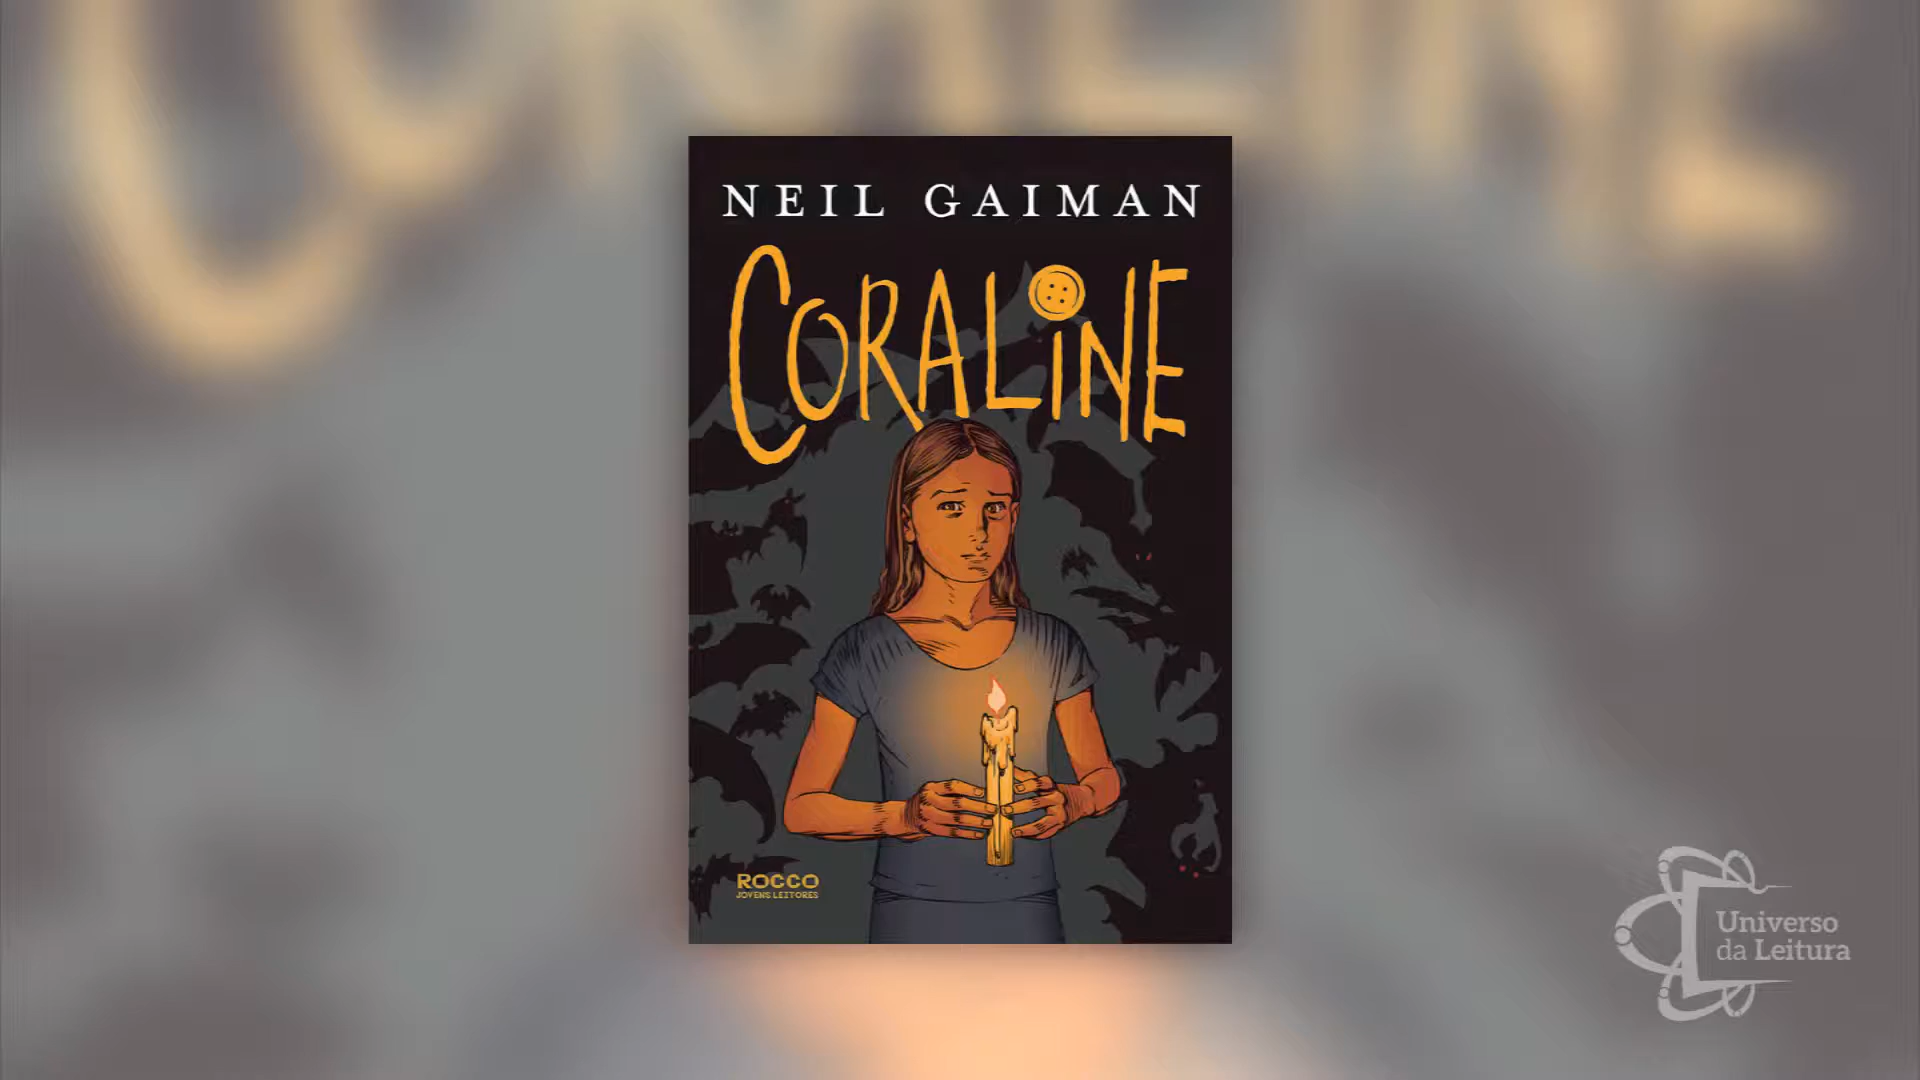 NEIL GAIMAN
CORALINE
ROCCO
JOVENS LEITORES
Universo
da Leitura